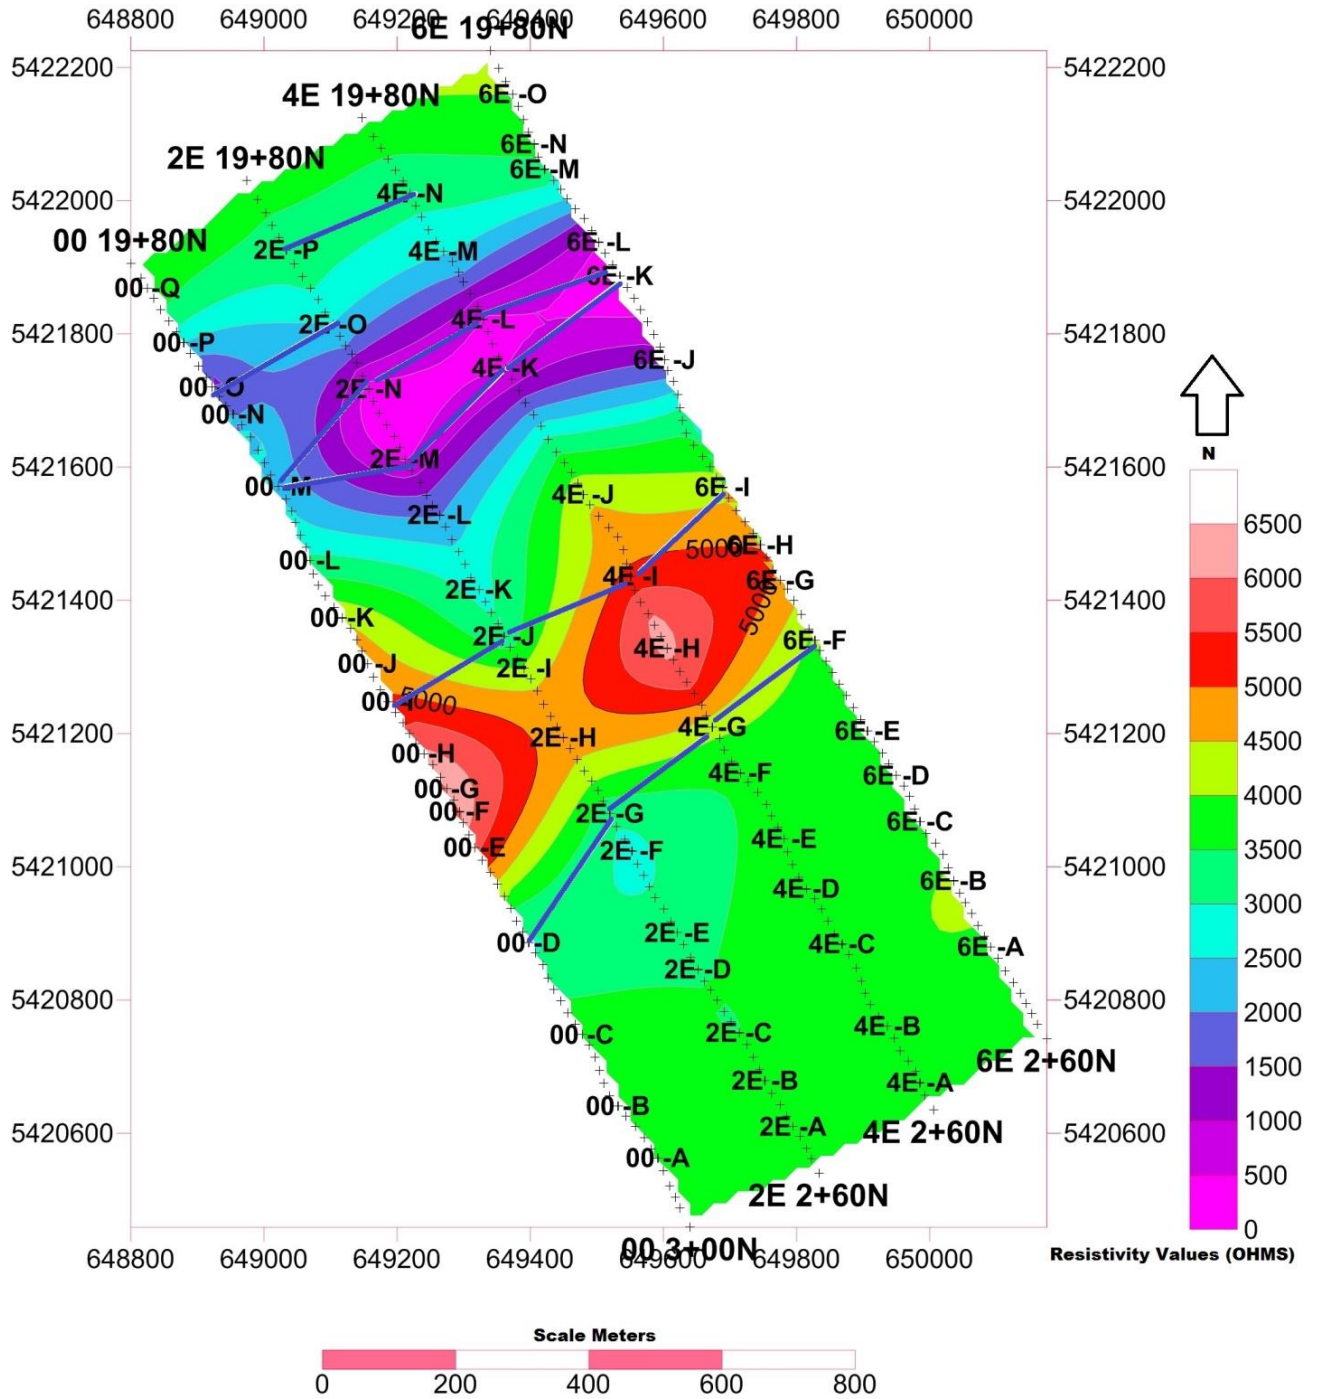 648800 649000 649200 649400 649600 649800 650000
6E 19+80N
5422200 5422200
4E 19+80N
6E -O
2E 19+80N
6E -N
6E -M
4E -N
5422000 5422000
00 19+80N
2E -P
4E -M
6E -L
6E -K
00 -Q
2E -O
4E -L
5421800 5421800
00 -P
6E -J
4E -K
00 -O
2E -N
00 -N
2E -M
5421600 5421600
00 -M
6E -I
4E -J
2E -L
5000
6E -H
00 -L
4E -I
6E -G
2E -K
5421400 5421400
5000
00 -K
2E -J
6E -F
4E -H
00 -J
2E -I
00 -I
5000
4E -G
6E -E
5421200 5421200
2E -H
00 -H
4E -F
6E -D
00 -G
00 -F
2E -G
6E -C
4E -E
00 -E
2E -F
5421000 5421000
6E -B
4E -D
2E -E
00 -D
4E -C
6E -A
2E -D
5420800 5420800
00 -C
2E -C
4E -B
6E 2+60N
2E -B
4E -A
00 -B
2E -A
4E 2+60N
5420600 5420600
00 -A
2E 2+60N
00 3+00N
648800 649000 649200 649400 649600 649800 650000
N
6500
6000
5500
5000
4500
4000
3500
3000
2500
2000
1500
1000
500
0
Resistivity Values (OHMS)
Scale Meters
0 200 400 600 800